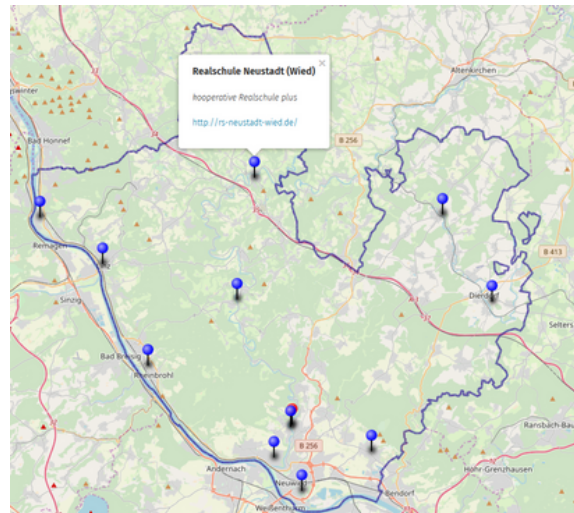 Realschule Neustadt (Wied)
×
kooperative Realschule plus
http://rs-neustadt-wied.de/
Altenkirchen
Bad Honnef
B 256
Remagen
B 413
Sinzig
Dierdorf
Selters
Bad Breisig
Rheinbrohl
Ransbach-Bau
B 256
Andernach
Höhr-Grenzhausen
Neuwied
Bendorf
Weißenthurm